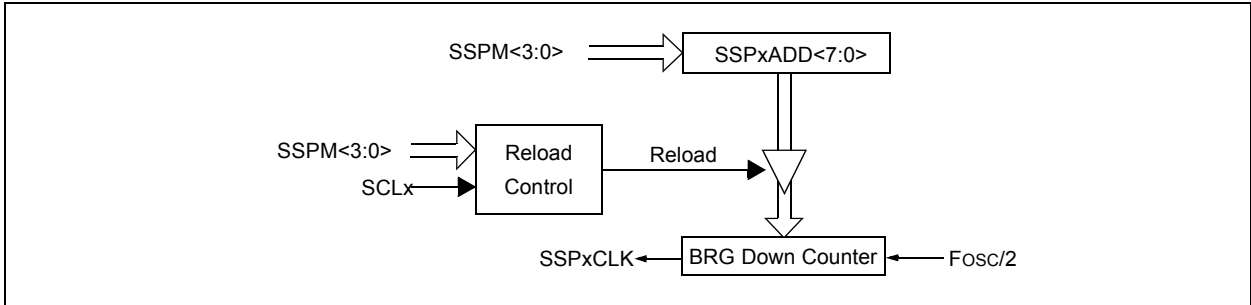 SSPM<3:0>
SSPxADD<7:0>
SSPM<3:0>
SCLx
Reload
Control
Reload
SSPxCLK
BRG Down Counter
FOSC/2